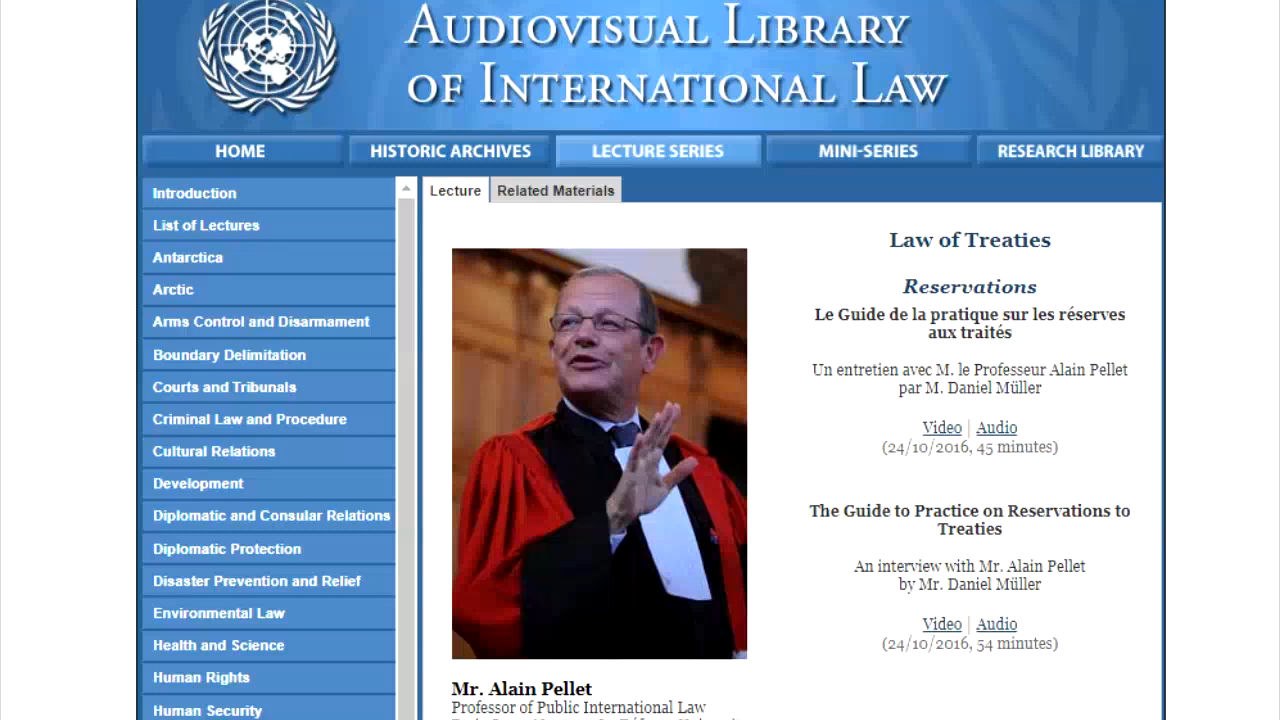 AUDIOVISUAL LIBRARY
OF INTERNATIONAL LAW
HOME
HISTORIC ARCHIVES
LECTURE SERIES
MINI-SERIES
RESEARCH LIBRARY
Introduction
List of Lectures
Antarctica
Arctic
Arms Control and Disarmament
Boundary Delimitation
Courts and Tribunals
Criminal Law and Procedure
Cultural Relations
Development
Diplomatic and Consular Relations
Diplomatic Protection
Disaster Prevention and Relief
Environmental Law
Health and Science
Human Rights
Human Security
Lecture
Related Materials
Law of Treaties
Reservations
Le Guide de la pratique sur les réserves
aux traités
Un entretien avec M. le Professeur Alain Pellet
par M. Daniel Müller
Video | Audio
(24/10/2016, 45 minutes)
The Guide to Practice on Reservations to
Treaties
An interview with Mr. Alain Pellet
by Mr. Daniel Müller
Video | Audio
(24/10/2016, 54 minutes)
Mr. Alain Pellet
Professor of Public International Law